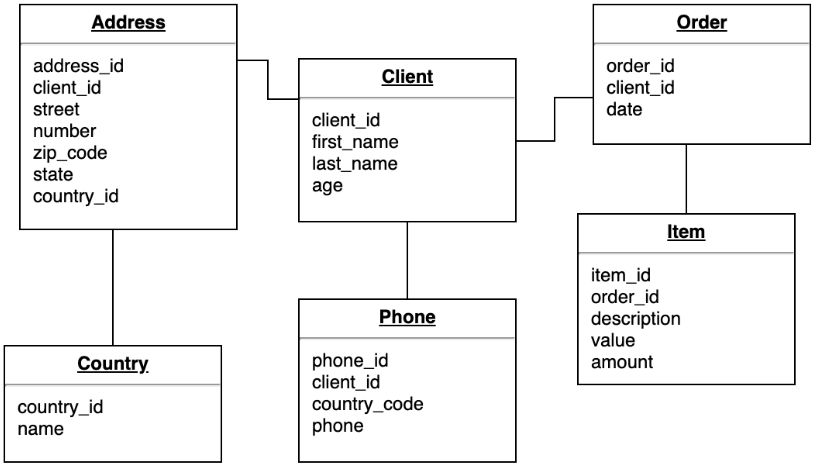 Address
address_id
client_id
street
number
zip_code
state
country_id
Client
client_id
first_name
last_name
age
Order
order_id
client_id
date
Item
item_id
order_id
description
value
amount
Phone
phone_id
client_id
country_code
phone
Country
country_id
name